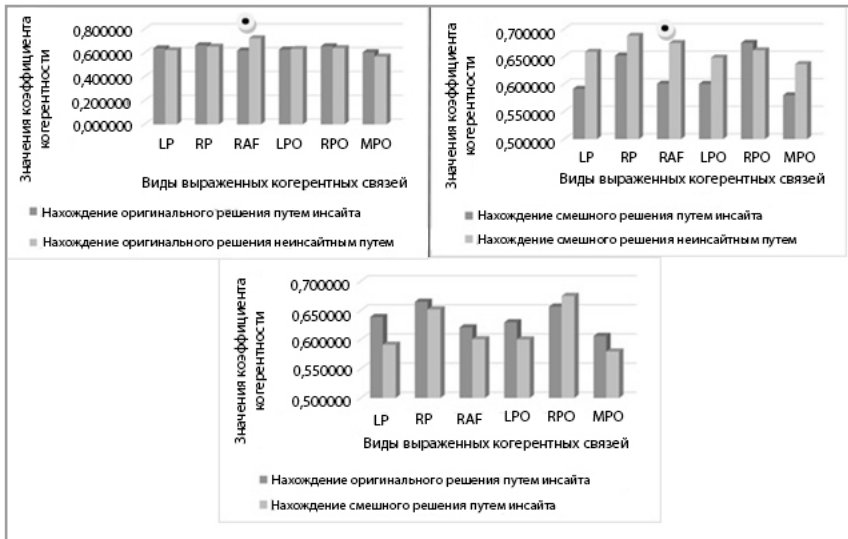 Значения коэффициента
когерентности
0,800000
0,600000
0,400000
0,200000
0,000000
LP RP RAF LPO RPO MPO
Виды выраженных когерентных связей
Нахождение оригинального решения путем инсайта
Нахождение оригинального решения неинсайтным путем
Значения коэффициента
когерентности
0,700000
0,650000
0,600000
0,550000
0,500000
LP RP RAF LPO RPO MPO
Виды выраженных когерентных связей
Нахождение смешного решения путем инсайта
Нахождение смешного решения неинсайтным путем
Значения коэффициента
когерентности
0,700000
0,650000
0,600000
0,550000
0,500000
LP RP RAF LPO RPO MPO
Виды выраженных когерентных связей
Нахождение оригинального решения путем инсайта
Нахождение смешного решения путем инсайта